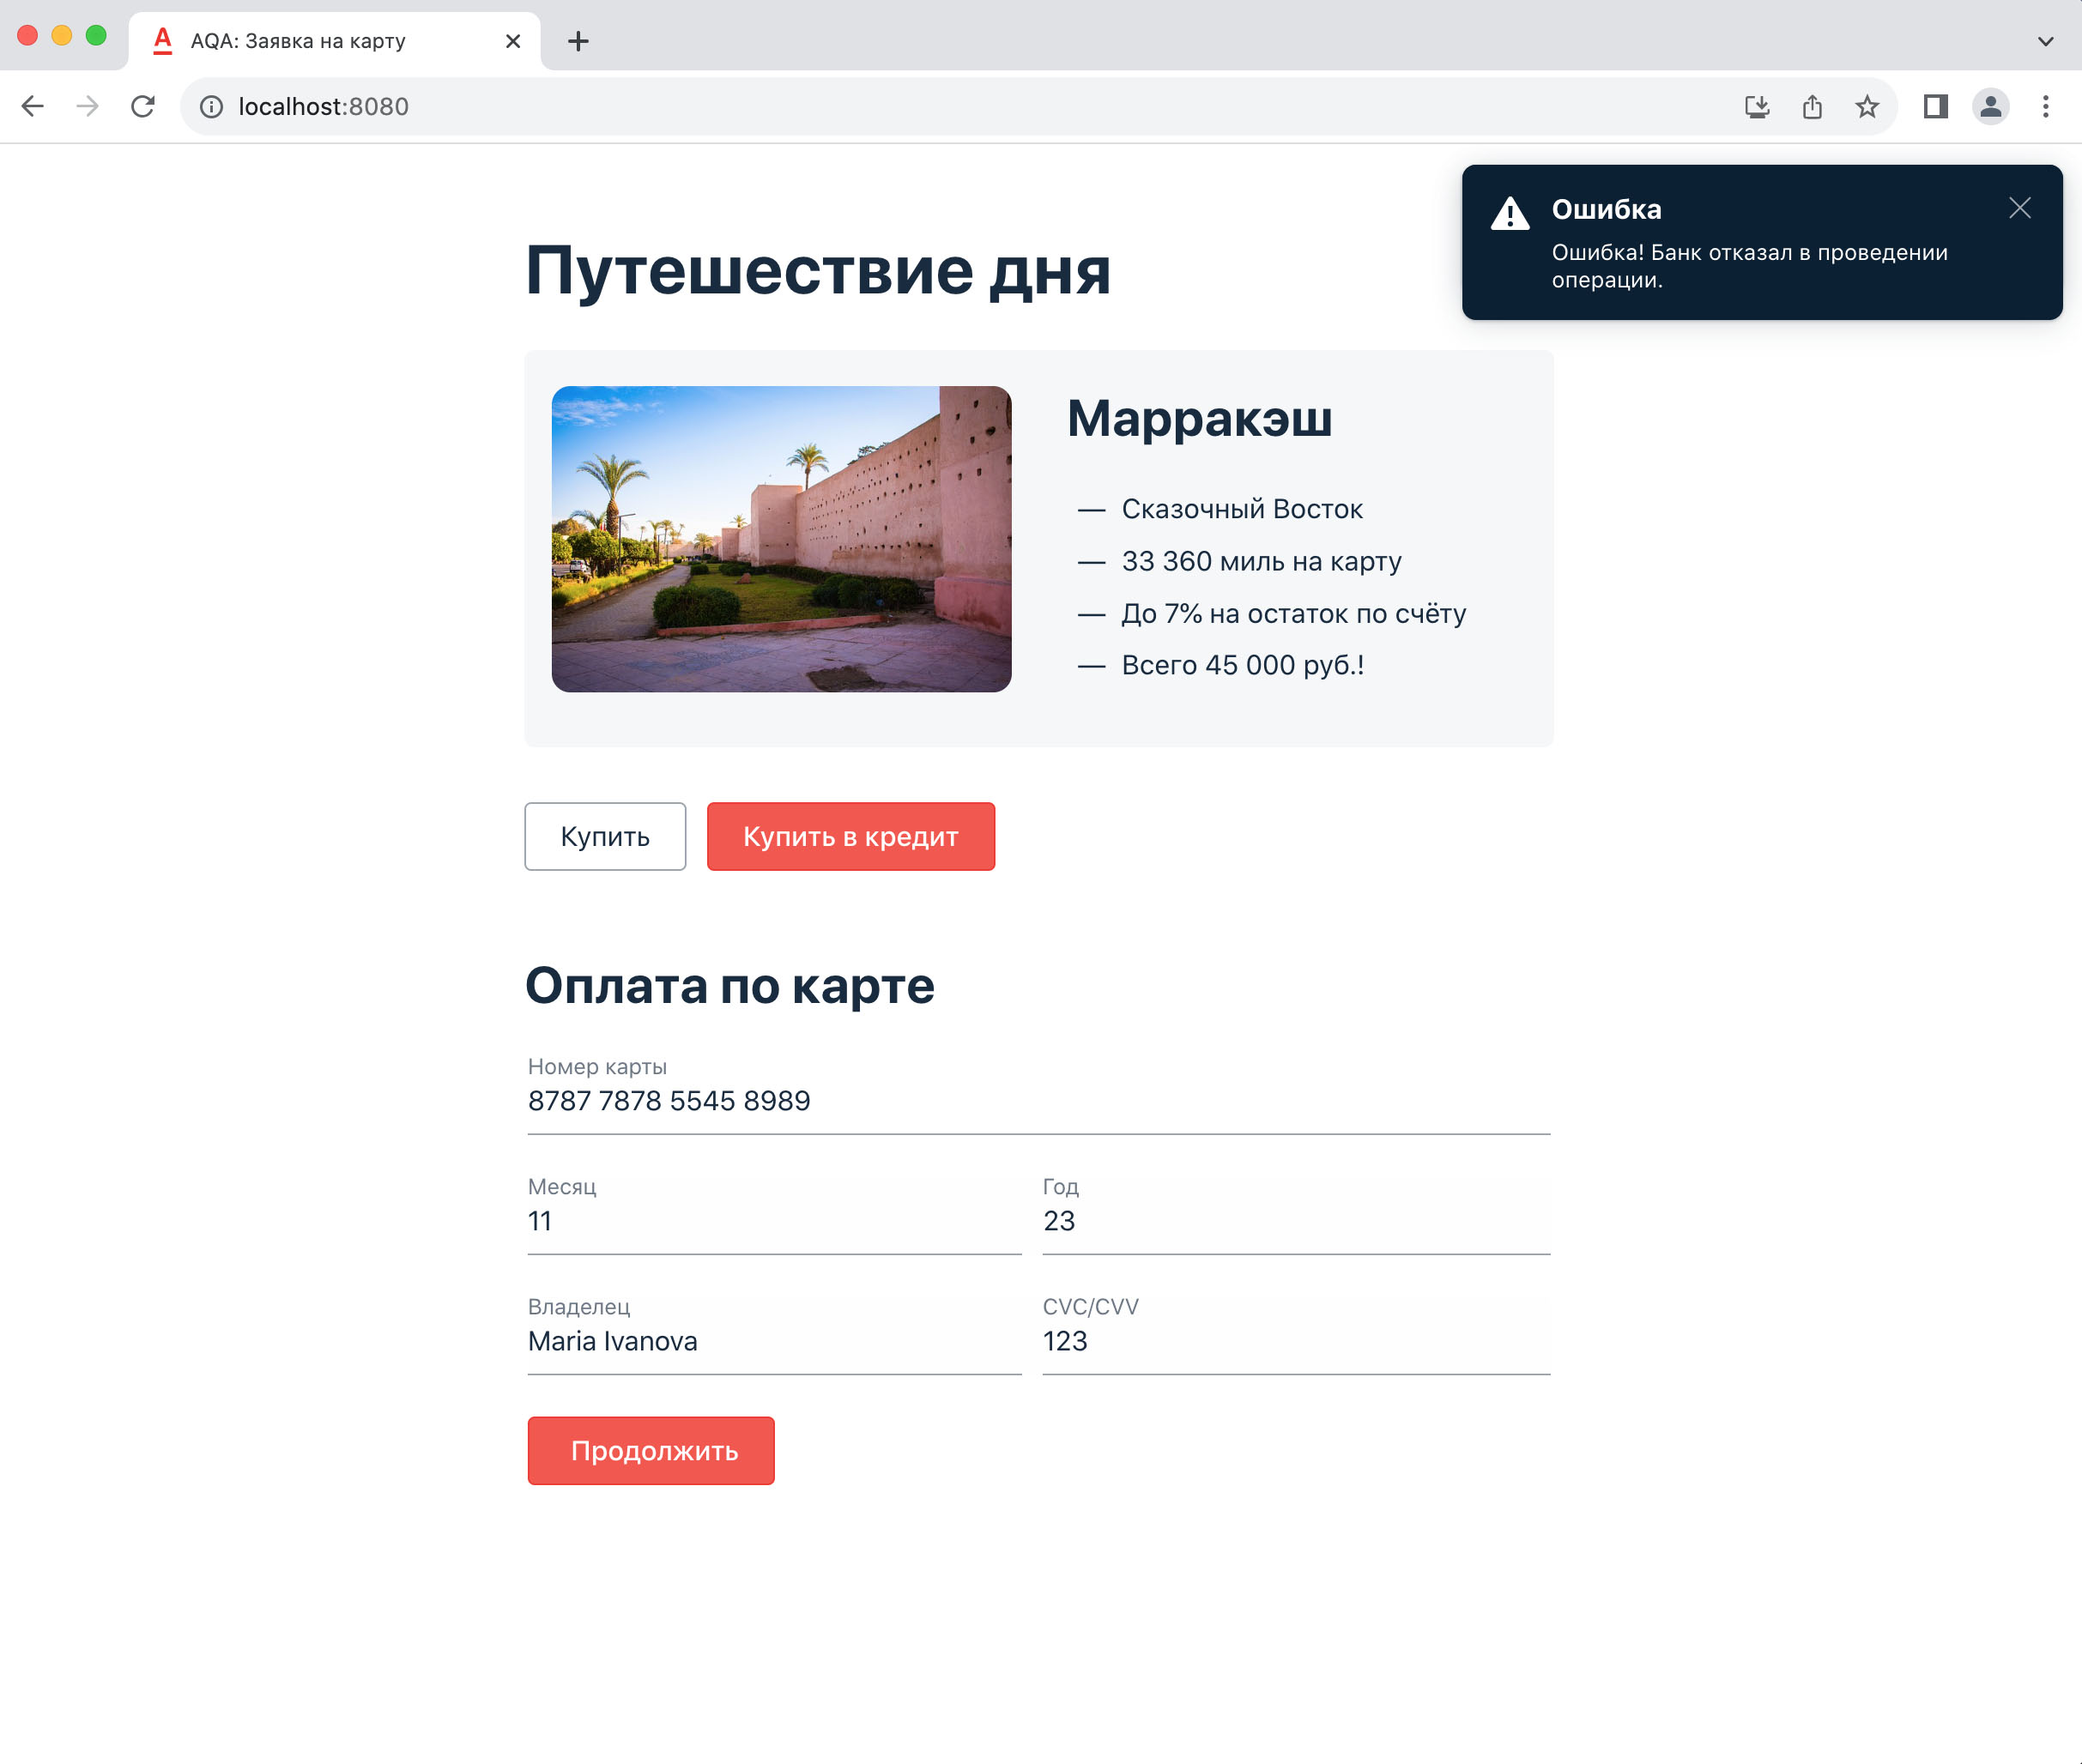 AQA: Заявка на карту
localhost:8080
Ошибка
Ошибка! Банк отказал в проведении
операции.
Путешествие дня
Марракэш
— Сказочный Восток
— 33 360 миль на карту
— До 7% на остаток по счёту
— Всего 45 000 руб.!
Купить
Купить в кредит
Оплата по карте
Номер карты
8787 7878 5545 8989
Месяц
Год
11
23
Владелец
CVC/CVV
Maria Ivanova
123
Продолжить